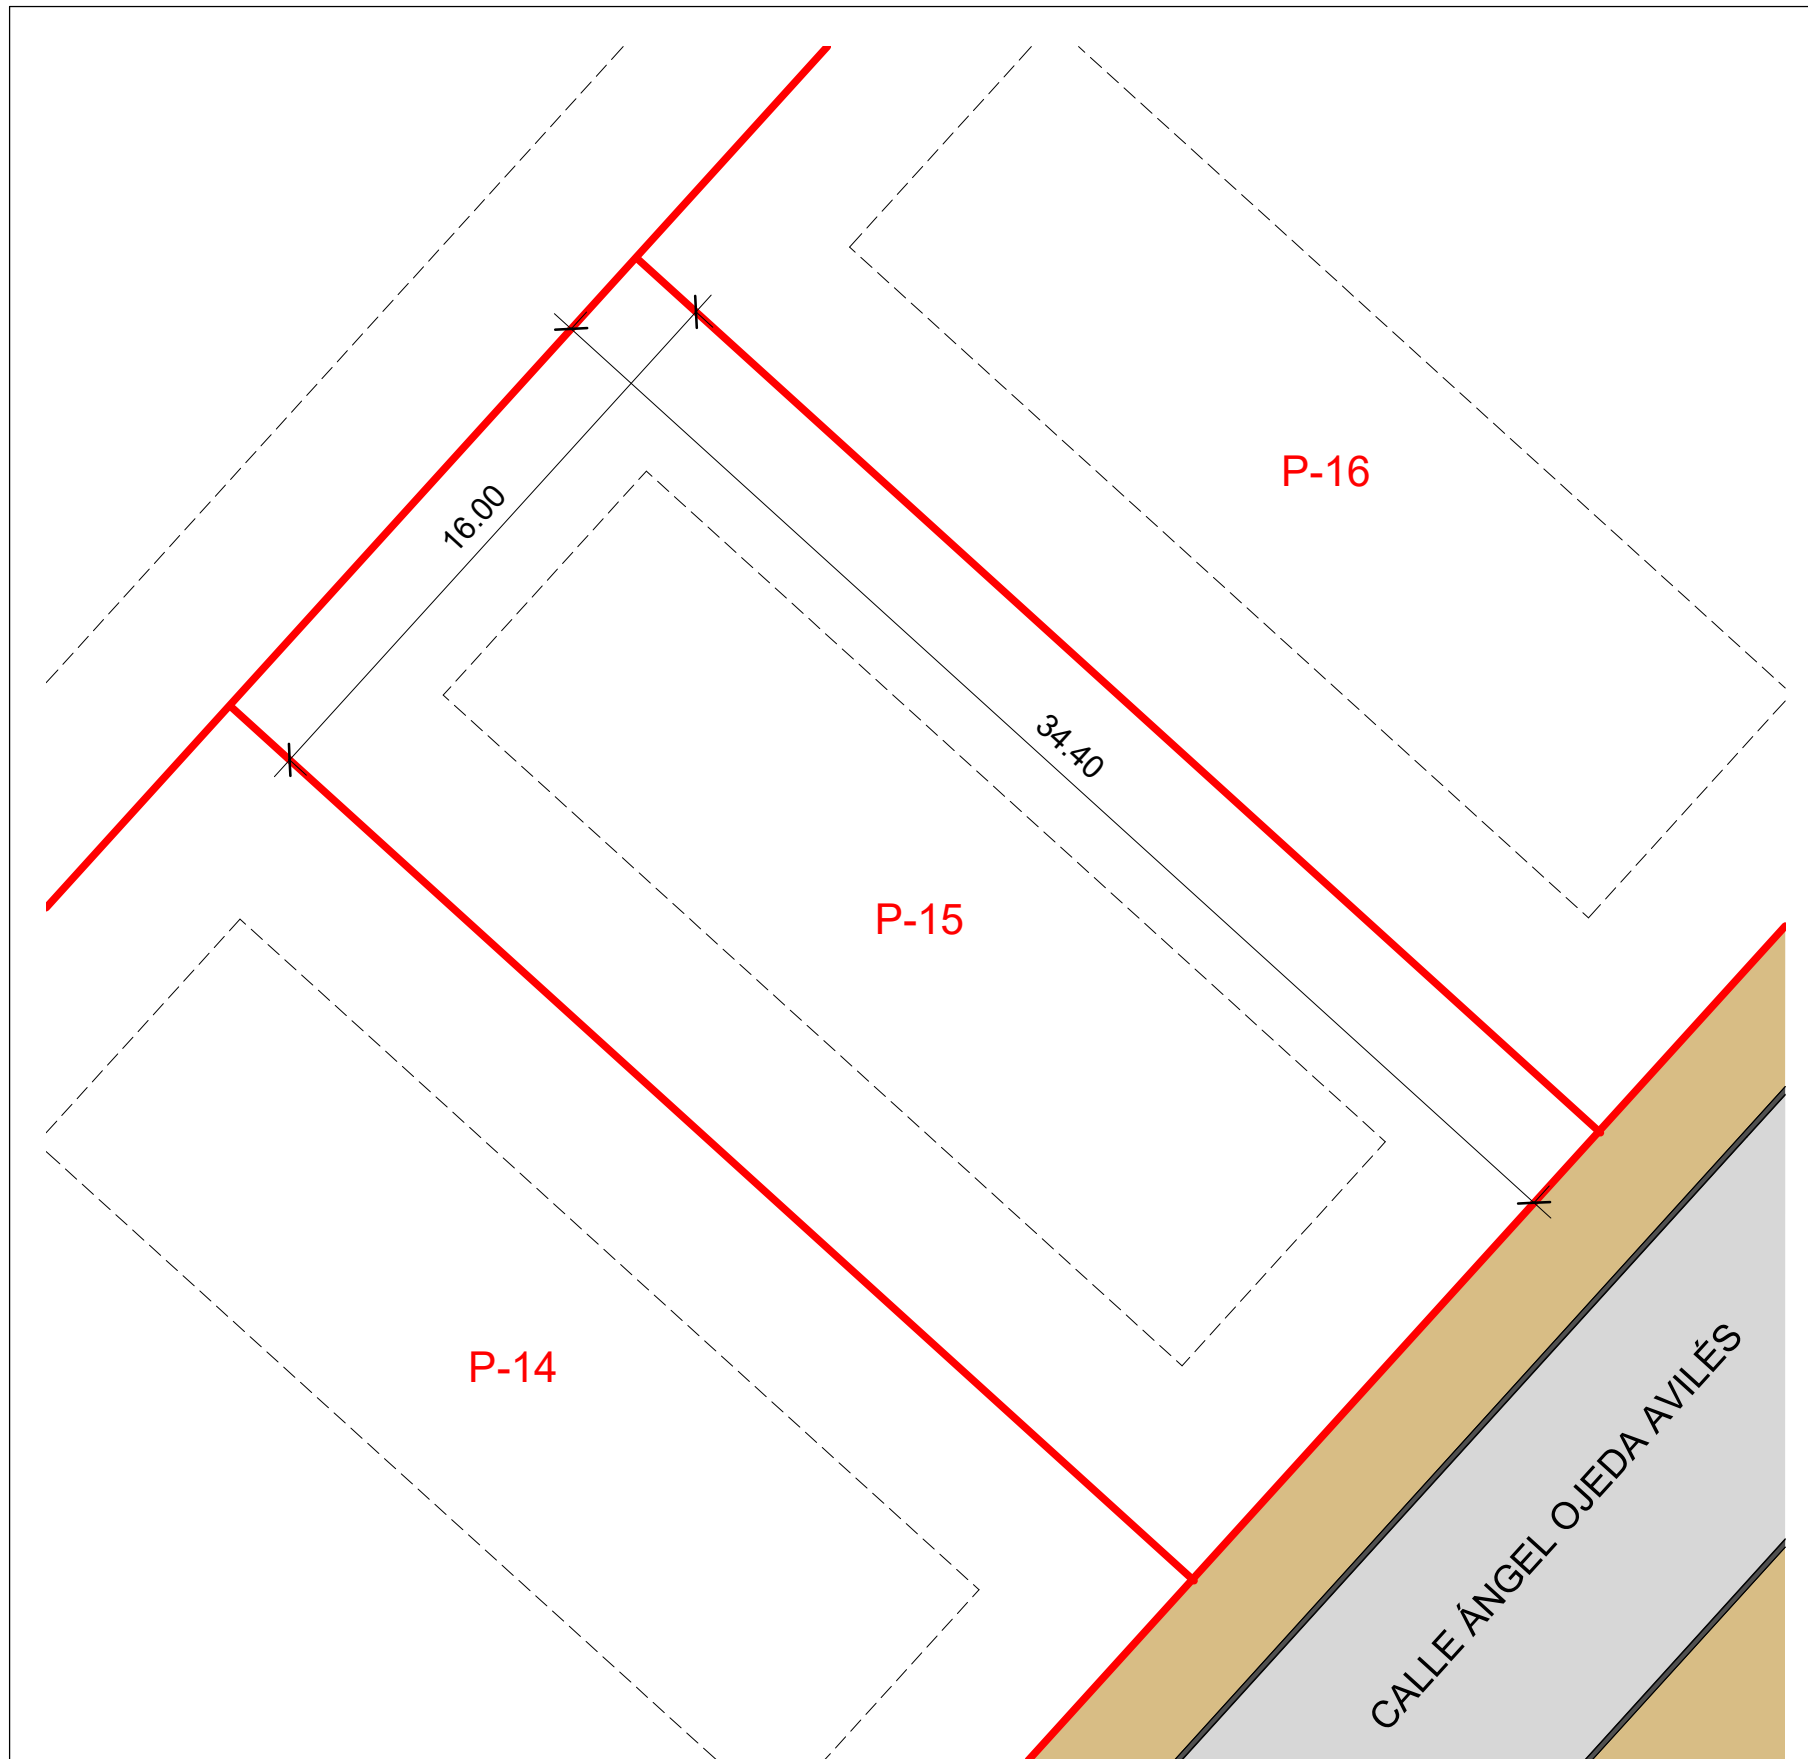 P-16
16.00
34.40
P-15
P-14
CALLE ÁNGEL OJEDA AVILÉS